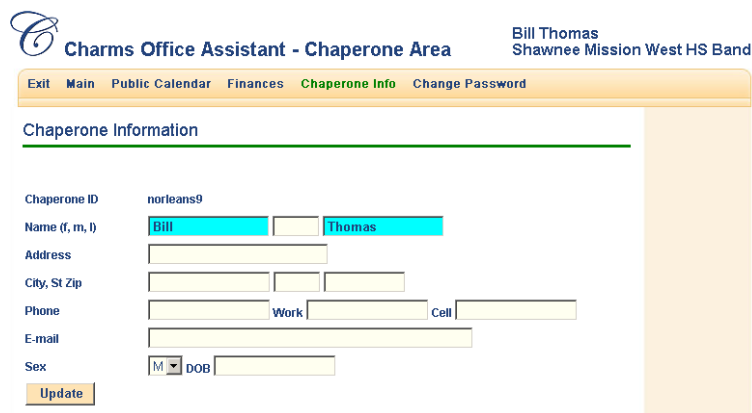 C Charms Office Assistant - Chaperone Area
Bill Thomas
Shawnee Mission West HS Band
Exit Main Public Calendar Finances Chaperone Info Change Password
Chaperone Information
Chaperone ID norleans9
Name (f, m, l) Bill Thomas
Address
City, St Zip
Phone Work Cell
E-mail
Sex M DOB
Update